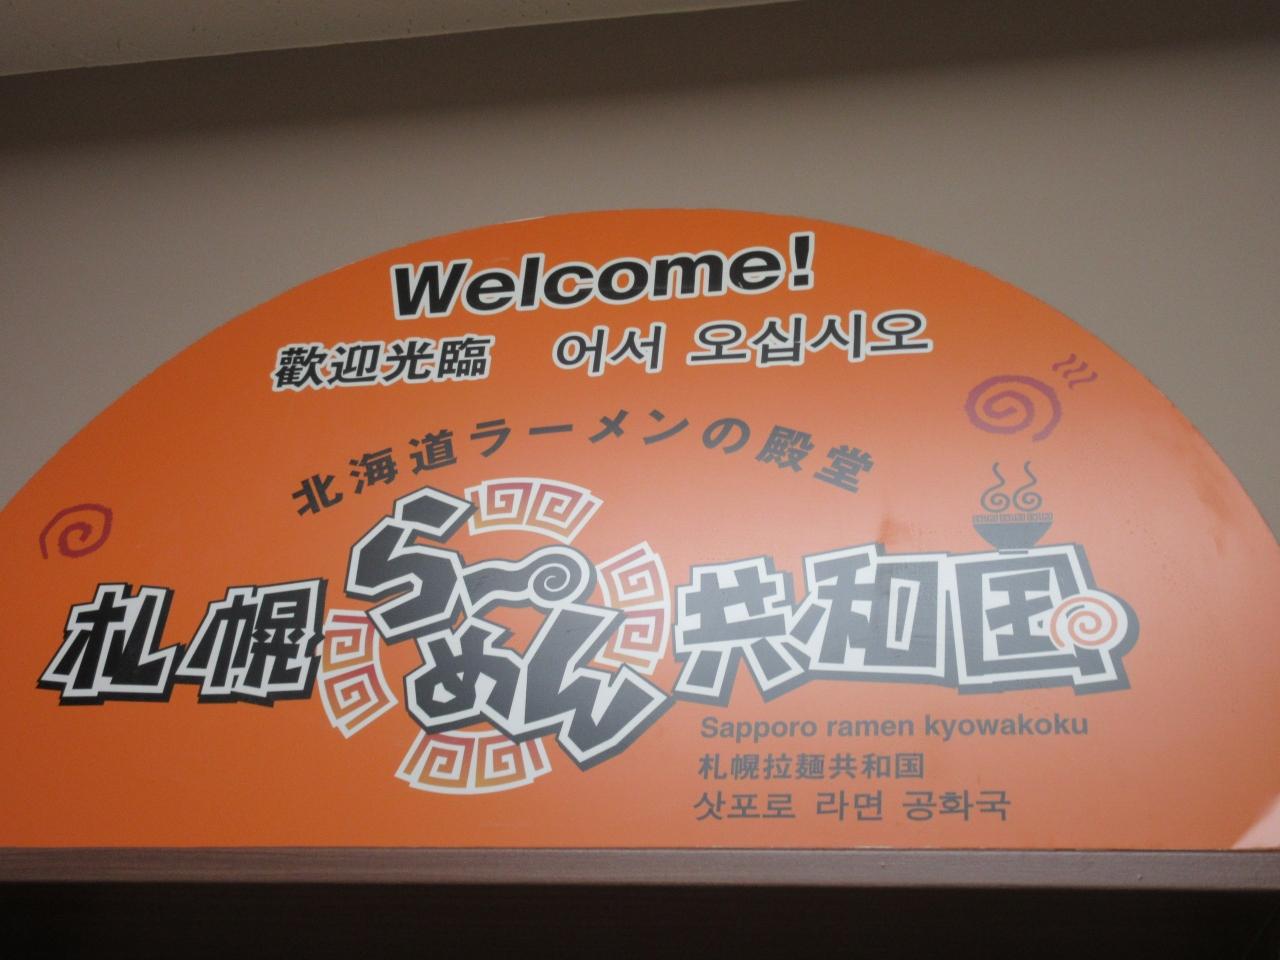 Welcome!
歡迎光臨 어서 오십시오
北海道ラーメンの殿堂
札幌らーめん共和国
Sapporo ramen kyowakoku
札幌拉麺共和国
삿포로 라면 공화국